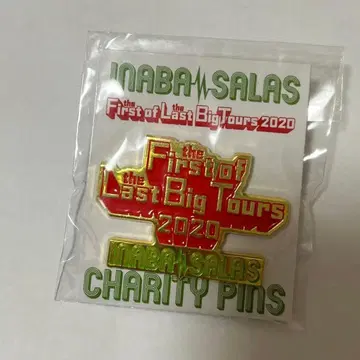 INABA SALAS
the First of the Last Big Tours 2020
the First of
the Last Big Tours
2020
INABA SALAS
CHARITY PINS